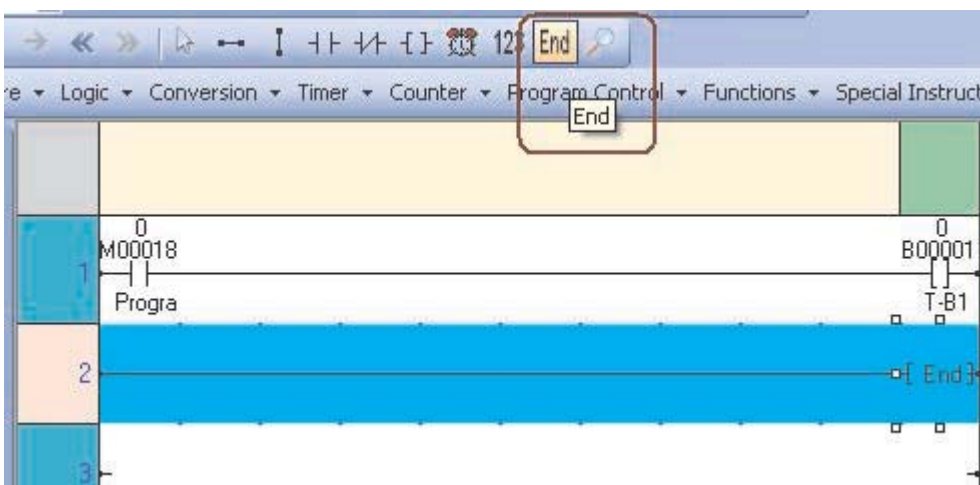 123 End
Logic Conversion Timer Counter Program Control Functions Special Instruct
End
0 0
M00018 B00001
1
Progra T-B1
2 End
3